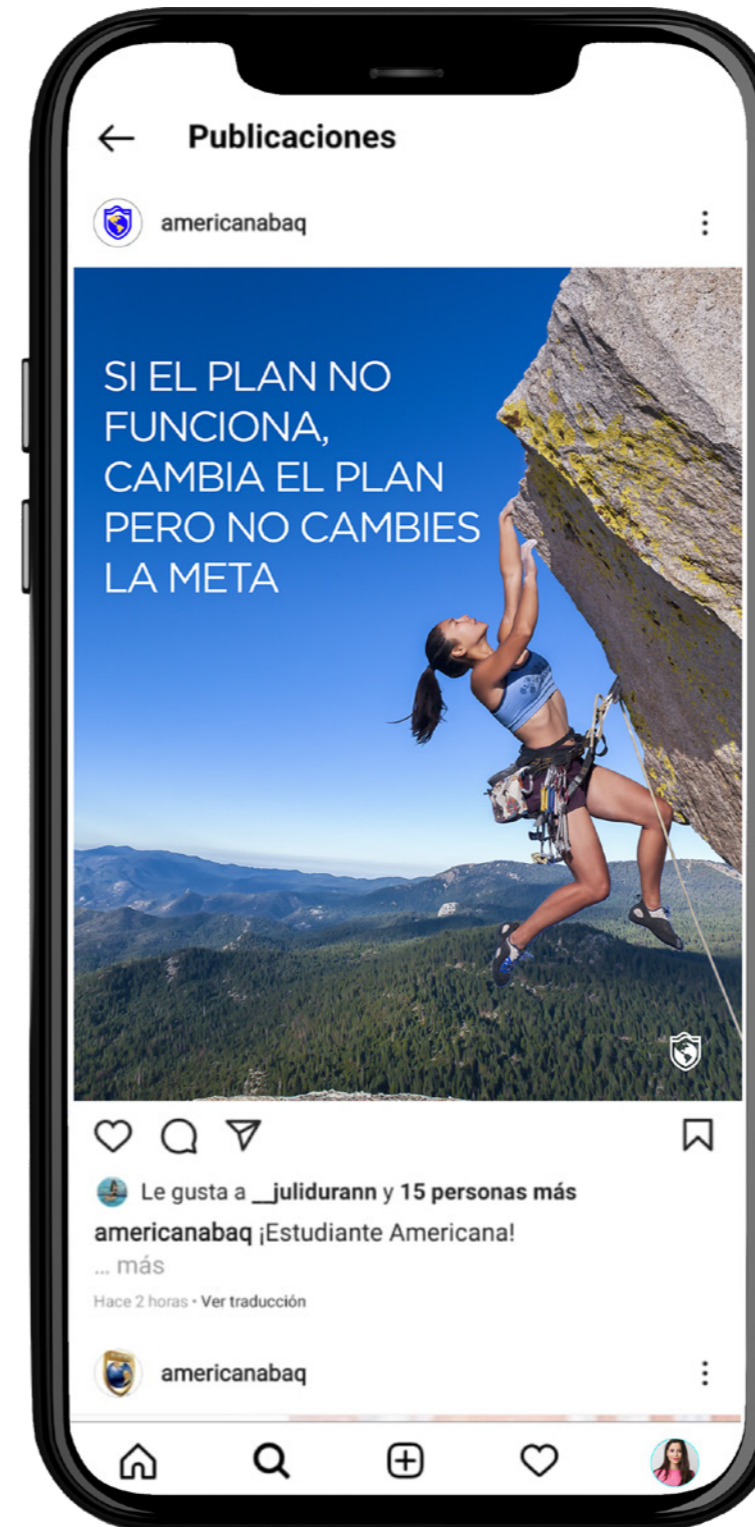 Publicaciones
americanabaq
SI EL PLAN NO
FUNCIONA,
CAMBIA EL PLAN
PERO NO CAMBIES
LA META
Le gusta a __julidurann y 15 personas más
americanabaq ¡Estudiante Americana!
... más
Hace 2 horas • Ver traducción
americanabaq